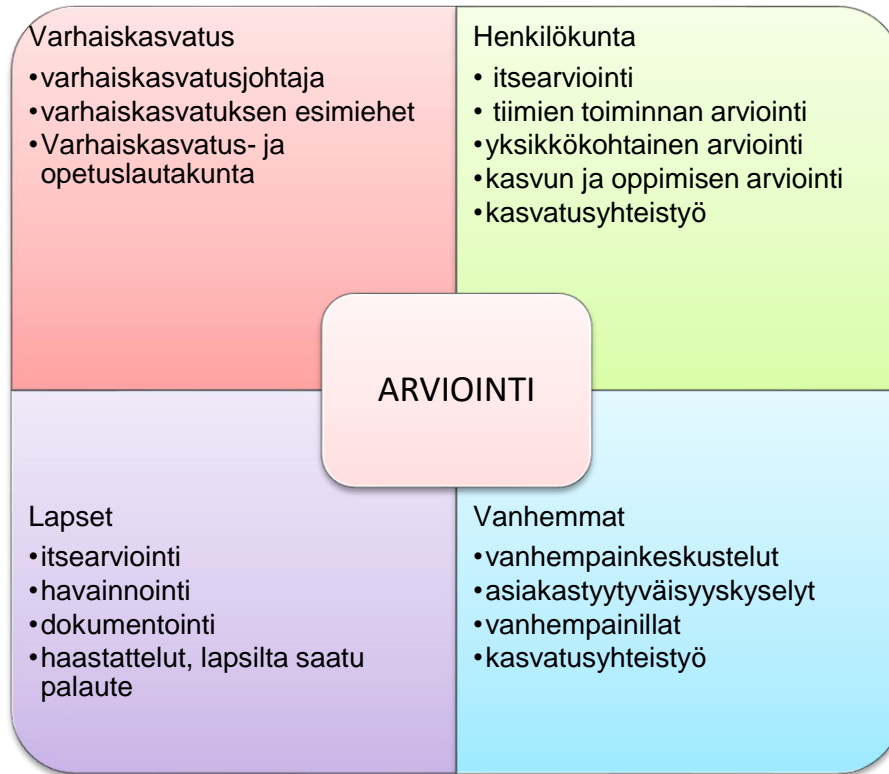 Varhaiskasvatus
•varhaiskasvatusjohtaja
•varhaiskasvatuksen esimiehet
•Varhaiskasvatus- ja
opetuslautakunta
Henkilökunta
• itsearviointi
• tiimien toiminnan arviointi
•yksikkökohtainen arviointi
•kasvun ja oppimisen arviointi
•kasvatusyhteistyö
ARVIOINTI
Lapset
•itsearviointi
•havainnointi
•dokumentointi
•haastattelut, lapsilta saatu
palaute
Vanhemmat
•vanhempainkeskustelut
•asiakastyytyväisyyskyselyt
•vanhempainillat
•kasvatusyhteistyö